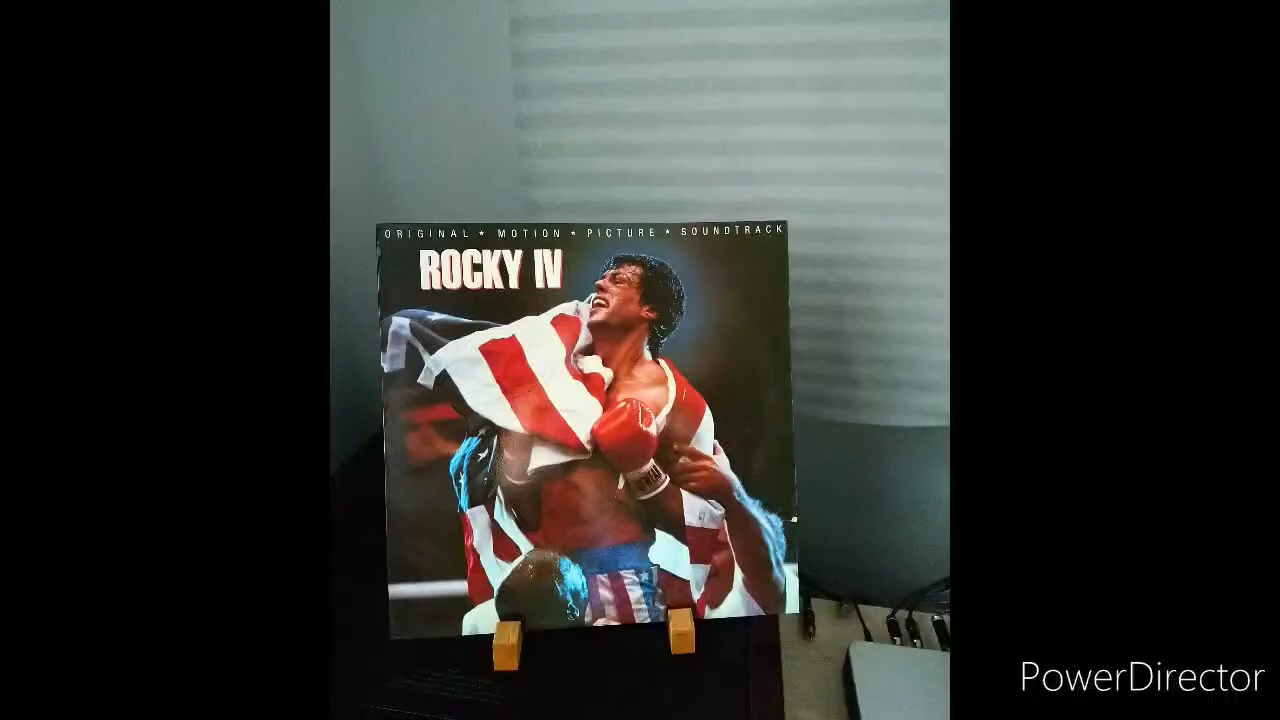 ORIGINAL ★ MOTION ★ PICTURE ★ SOUNDTRACK
ROCKY IV
PowerDirector